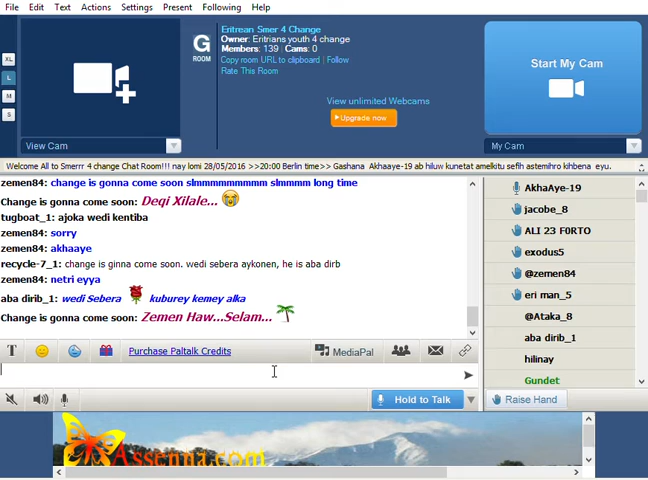 File Edit Text Actions Settings Present Following Help
XL
L
M
S
View Cam
G
ROOM
Eritrean Smer 4 Change
Owner: Eritrians youth 4 change
Members: 139 Cams: 0
Copy room URL to clipboard | Follow
Rate This Room
View unlimited Webcams
Upgrade now
Start My Cam
My Cam
Welcome All to Smerrr 4 change Chat Room!!! nay lomi 28/05/2016 >>20:00 Berlin time>> Gashana Akhaaye-19 ab hiluw kunetat amelkitu sefih astemihro kihbena eyu.
zemen84: change is gonna come soon slmmmmmmmmmm slmmmm long time
Change is gonna come soon: Deqi Xilale...
tugboat_1: ajoka wedi kentiba
zemen84: sorry
zemen84: akhaaye
recycle-7_1: change is ginna come soon. wedi sebera aykonen, he is aba dirb
zemen84: netri eyya
aba dirib_1: wedi Sebera kuburey kemey alka
Change is gonna come soon: Zemen Haw...Selam...
AkhaAye-19
jacobe_8
ALI 23 F0RTO
exodus5
@zemen84
eri man_5
@Ataka_8
aba dirib_1
hilinay
Gundet
T
Purchase Paltalk Credits
MediaPal
Hold to Talk
Raise Hand
Assenna.com